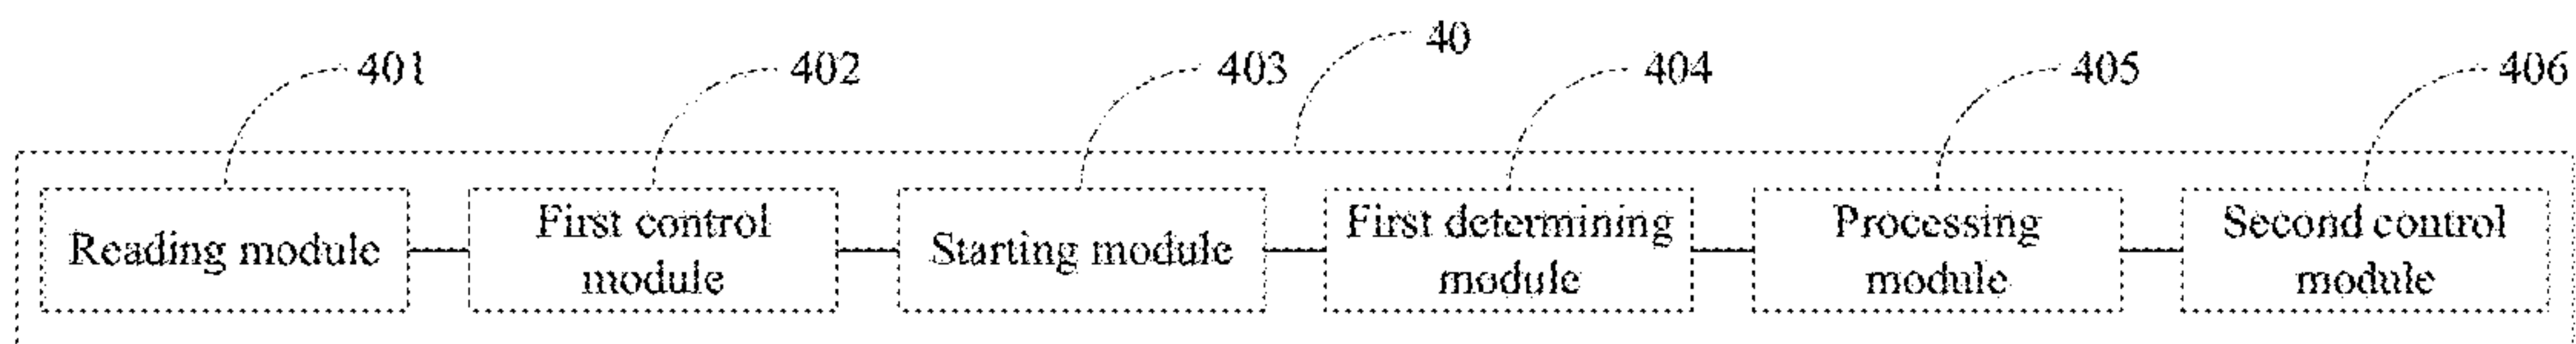 40
401
402
403
404
405
406
Reading module
First control
module
Starting module
First determining
module
Processing
module
Second control
module